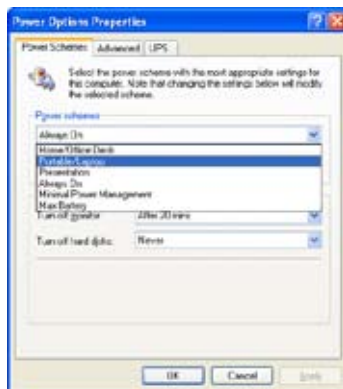 Power Options Properties
Power Schemes Advanced UPS
Select the power scheme with the most appropriate settings for
this computer. Note that changing the settings below will modify
the selected scheme.
Power schemes
Always On
Home/Office Desk
Portable/Laptop
Presentation
Always On
Minimal Power Management
Max Battery
Turn off monitor: After 20 mins
Turn off hard disks: Never
OK Cancel Apply